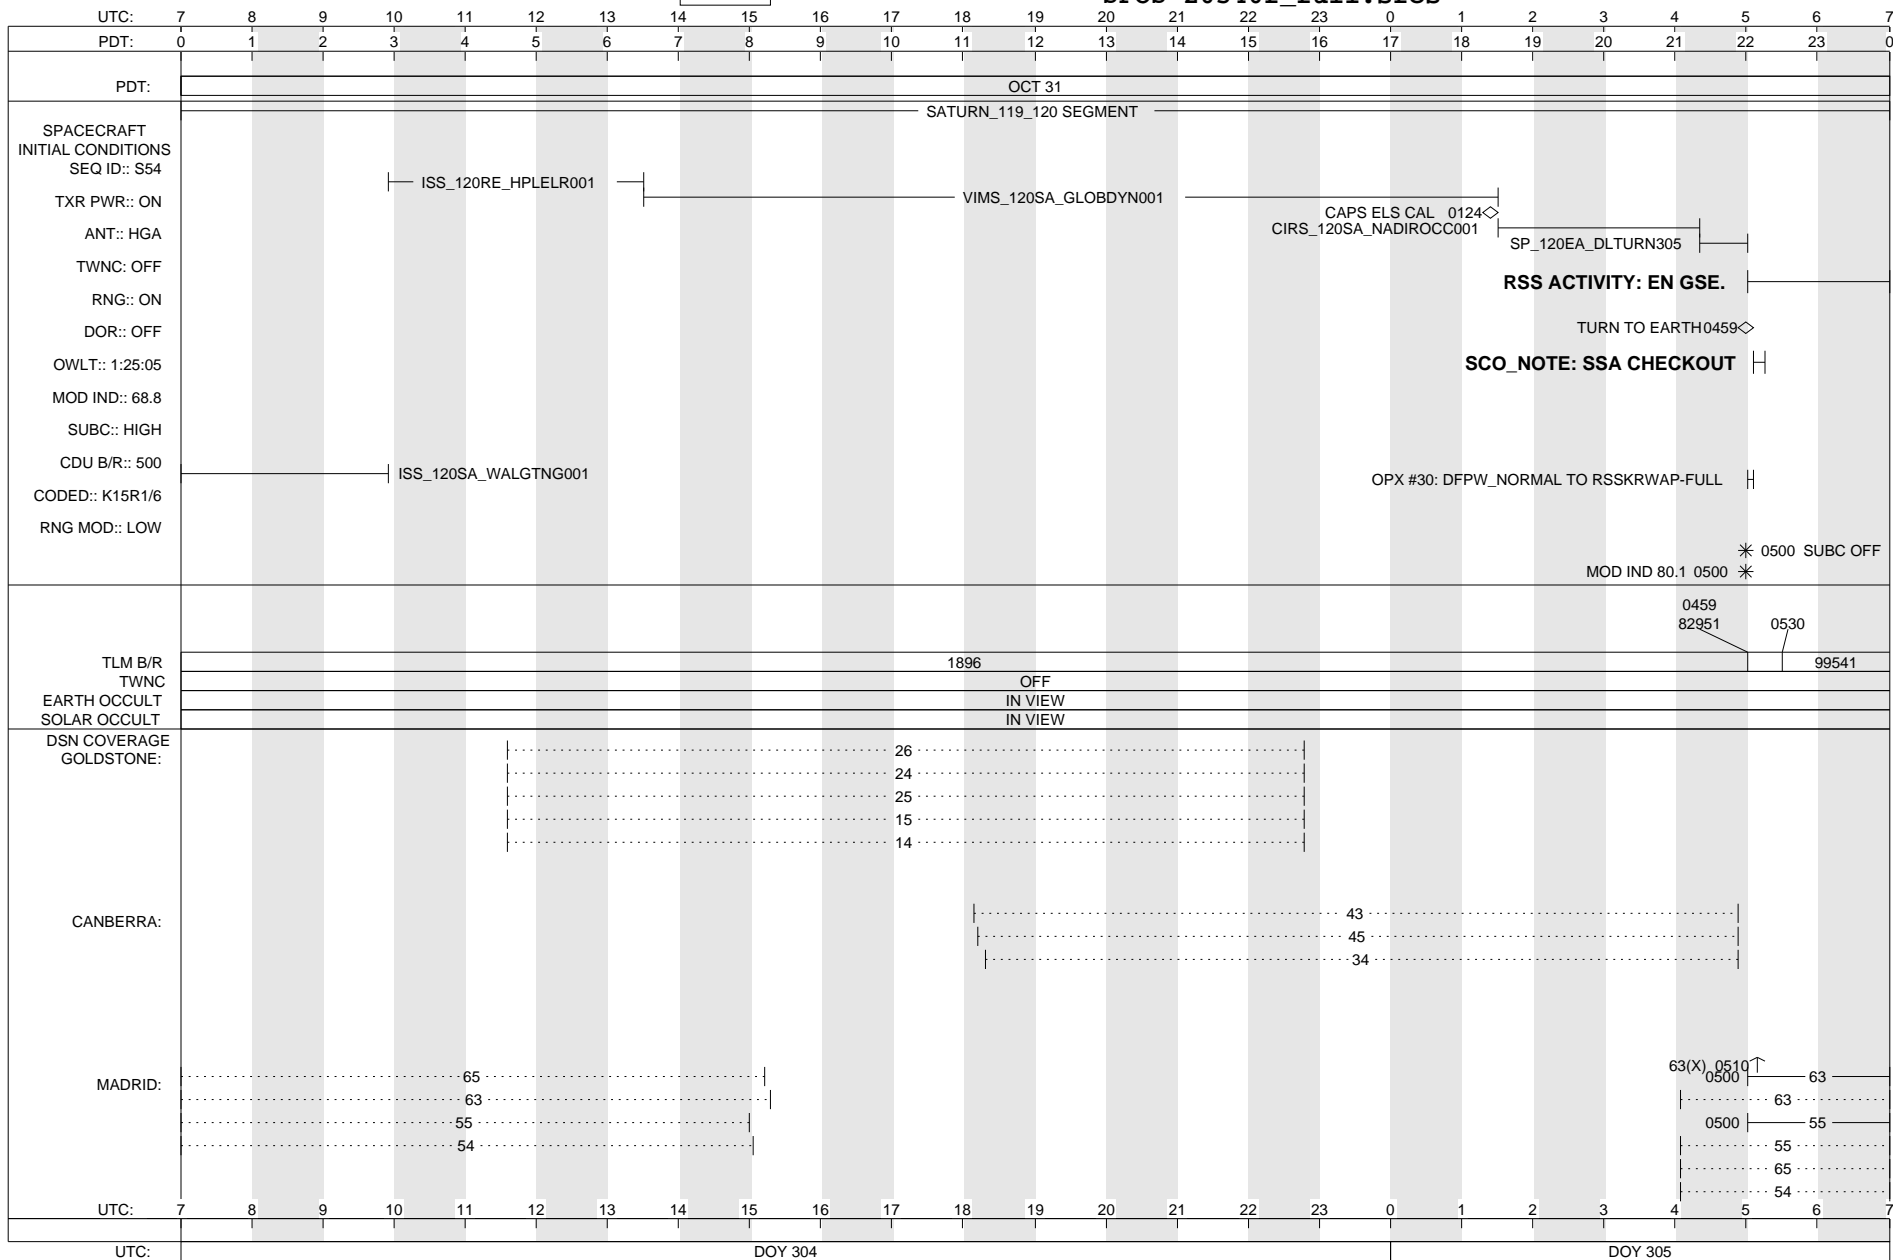 UTC: 7 8 9 10 11 12 13 14 15 16 17 18 19 20 21 22 23 0 1 2 3 4 5 6 7
PDT: 0 1 2 3 4 5 6 7 8 9 10 11 12 13 14 15 16 17 18 19 20 21 22 23 0
PDT: OCT 31
SATURN_119_120 SEGMENT
SPACECRAFT
INITIAL CONDITIONS
SEQ ID:: S54
ISS_120RE_HPLELR001
TXR PWR:: ON
VIMS_120SA_GLOBDYN001
CAPS ELS CAL 0124
ANT:: HGA
CIRS_120SA_NADIROCC001
SP_120EA_DLTURN305
TWNC: OFF
RSS ACTIVITY: EN GSE.
RNG:: ON
DOR:: OFF
TURN TO EARTH0459
OWLT:: 1:25:05
SCO_NOTE: SSA CHECKOUT
MOD IND:: 68.8
SUBC:: HIGH
CDU B/R:: 500
ISS_120SA_WALGTNG001
OPX #30: DFPW_NORMAL TO RSSKRWAP-FULL
CODED:: K15R1/6
RNG MOD:: LOW
0500 SUBC OFF
MOD IND 80.1 0500
0459
82951 0530
TLM B/R 1896 99541
TWNC OFF
EARTH OCCULT IN VIEW
SOLAR OCCULT IN VIEW
DSN COVERAGE
GOLDSTONE:
26
24
25
15
14
CANBERRA:
43
45
34
MADRID:
63(X) 0510
65 0500 63
63 63
55 0500 55
54 55
65
54
UTC: 7 8 9 10 11 12 13 14 15 16 17 18 19 20 21 22 23 0 1 2 3 4 5 6 7
UTC: DOY 304 DOY 305